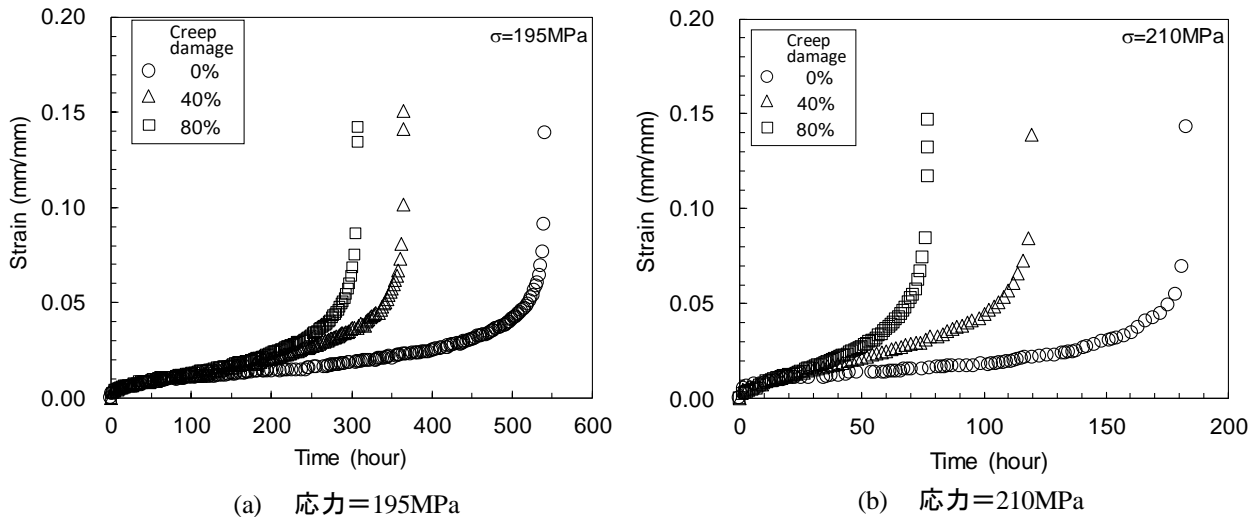 0.20
0.15
0.10
0.05
0.00
Strain (mm/mm)
0 100 200 300 400 500 600
Time (hour)
σ=195MPa
Creep
damage
0%
40%
80%
(a) 応力＝195MPa
0.20
0.15
0.10
0.05
0.00
Strain (mm/mm)
0 50 100 150 200
Time (hour)
σ=210MPa
Creep
damage
0%
40%
80%
(b) 応力＝210MPa